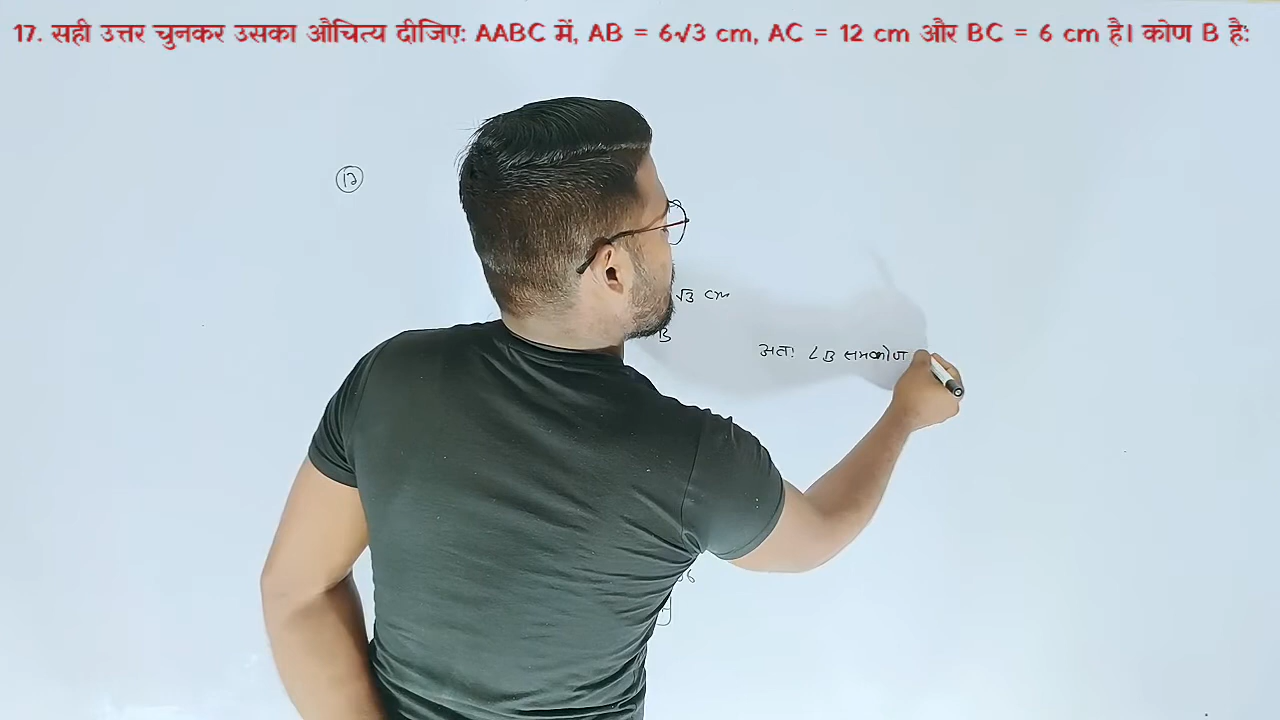 17. सही उत्तर चुनकर उसका औचित्य दीजिए: AABC में, AB = 6√3 cm, AC = 12 cm और BC = 6 cm है। कोण B है:
17
√3 cm
B
अतः ∠B समकोण
6